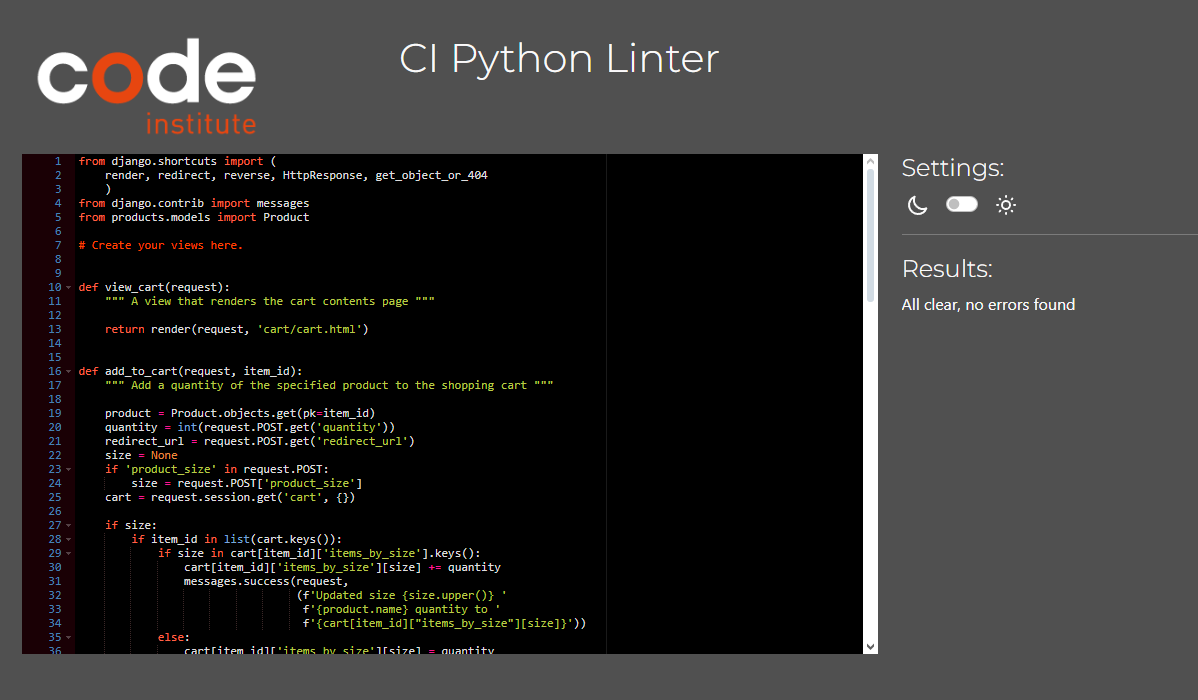 code
institute
CI Python Linter
1 from django.shortcuts import (
2     render, redirect, reverse, HttpResponse, get_object_or_404
3     )
4 from django.contrib import messages
5 from products.models import Product
6
7 # Create your views here.
8
9
10 def view_cart(request):
11     """ A view that renders the cart contents page """
12
13     return render(request, 'cart/cart.html')
14
15
16 def add_to_cart(request, item_id):
17     """ Add a quantity of the specified product to the shopping cart """
18
19     product = Product.objects.get(pk=item_id)
20     quantity = int(request.POST.get('quantity'))
21     redirect_url = request.POST.get('redirect_url')
22     size = None
23     if 'product_size' in request.POST:
24         size = request.POST['product_size']
25     cart = request.session.get('cart', {})
26
27     if size:
28         if item_id in list(cart.keys()):
29             if size in cart[item_id]['items_by_size'].keys():
30                 cart[item_id]['items_by_size'][size] += quantity
31                 messages.success(request,
32                                  (f'Updated size {size.upper()} '
33                                   f'{product.name} quantity to '
34                                   f'{cart[item_id]["items_by_size"][size]}'))
35             else:
36                 cart[item_id]['items_by_size'][size] = quantity
Settings:
Results:
All clear, no errors found